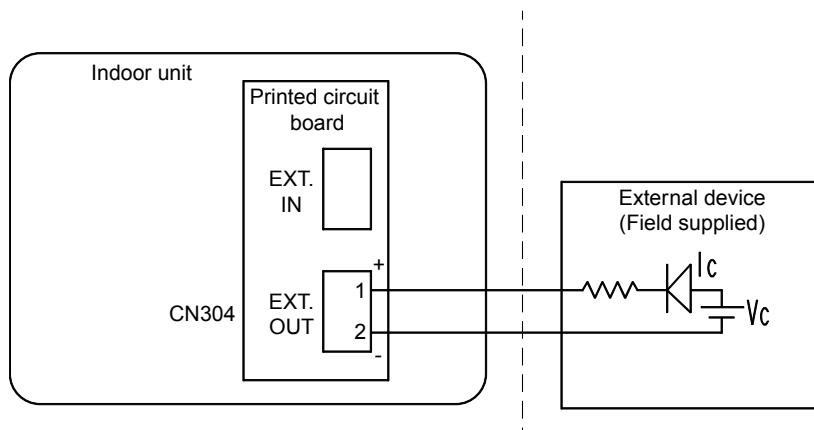 Indoor unit
Printed circuit
board
EXT.
IN
CN304
EXT.
OUT
+
1
2
-
External device
(Field supplied)
Ic
Vc